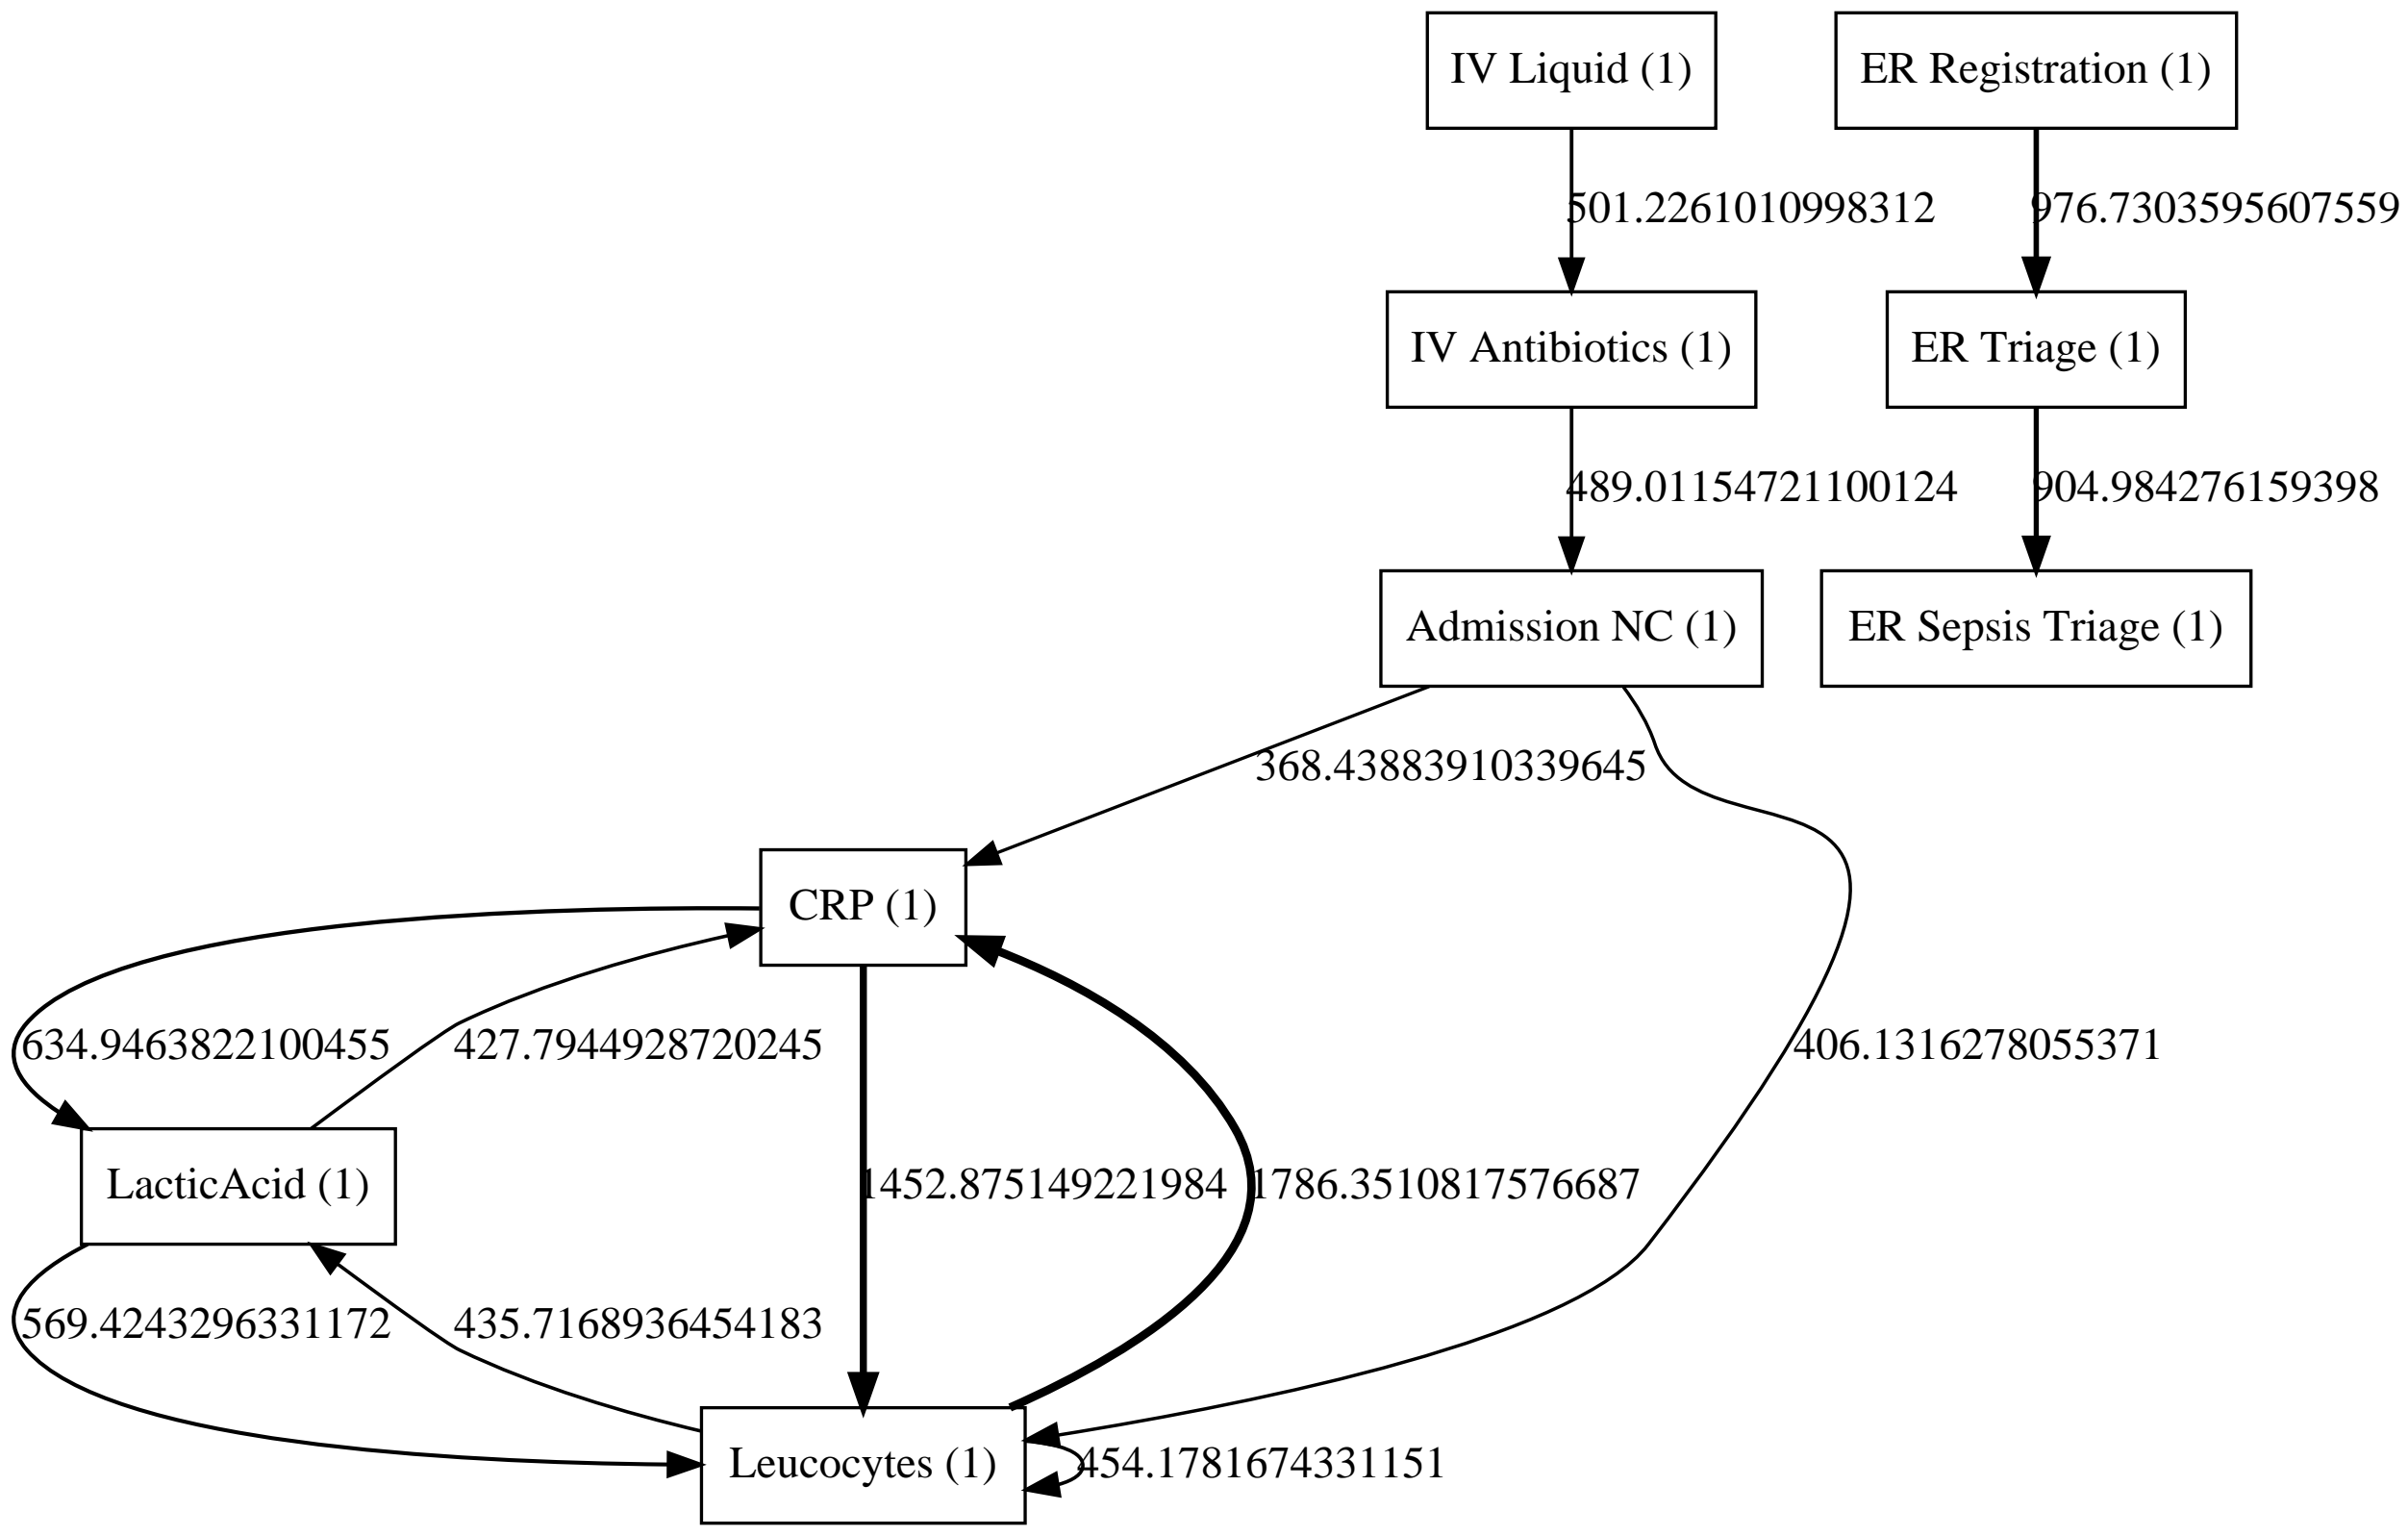 IV Liquid (1)
ER Registration (1)
501.2261010998312
976.7303595607559
IV Antibiotics (1)
ER Triage (1)
489.01154721100124
904.984276159398
Admission NC (1)
ER Sepsis Triage (1)
368.43883910339645
CRP (1)
634.9463822100455
427.7944928720245
406.1316278055371
LacticAcid (1)
1452.875149221984
1786.3510817576687
569.4243296331172
435.7168936454183
Leucocytes (1)
454.1781674331151